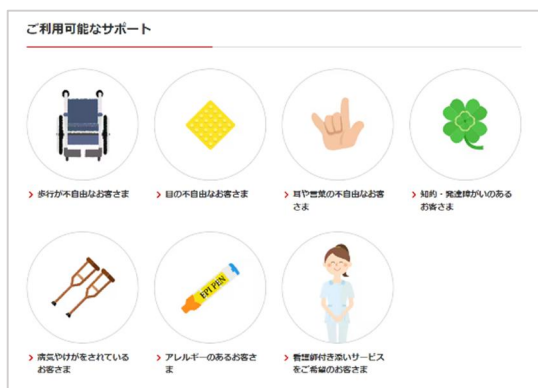 ご利用可能なサポート
歩行が不自由なお客さま
目の不自由なお客さま
耳や言葉の不自由なお客
さま
知的・発達障がいのある
お客さま
EPI PEN
病気やけがをされている
お客さま
アレルギーのあるお客さ
ま
看護師付き添いサービス
をご希望のお客さま